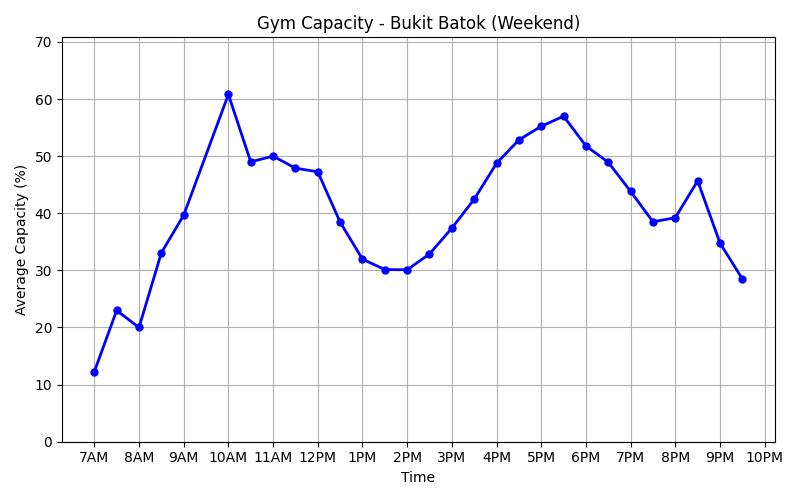 Gym Capacity - Bukit Batok (Weekend)
Average Capacity (%)
70
60
50
40
30
20
10
0
7AM 8AM 9AM 10AM 11AM 12PM 1PM 2PM 3PM 4PM 5PM 6PM 7PM 8PM 9PM 10PM
Time